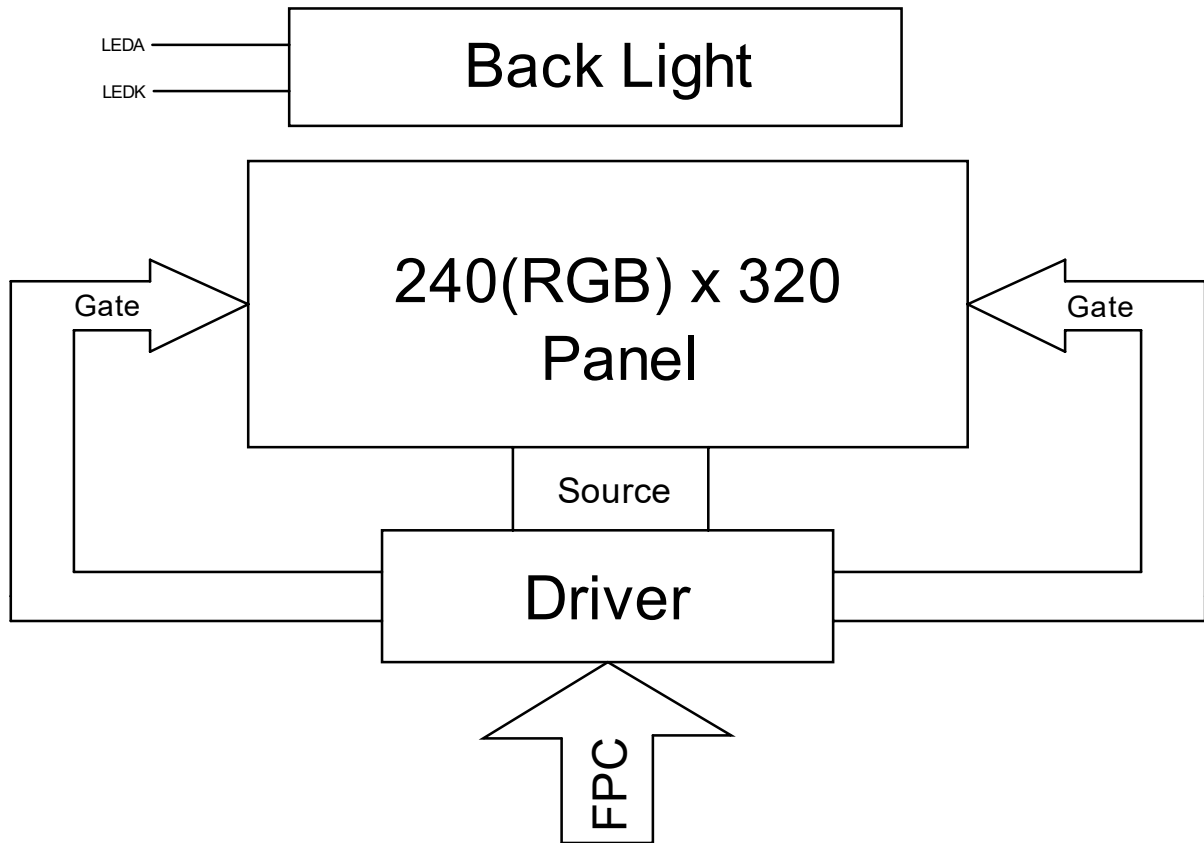 LEDA
LEDK
Back Light
240(RGB) x 320
Panel
Gate
Gate
Source
Driver
FPC